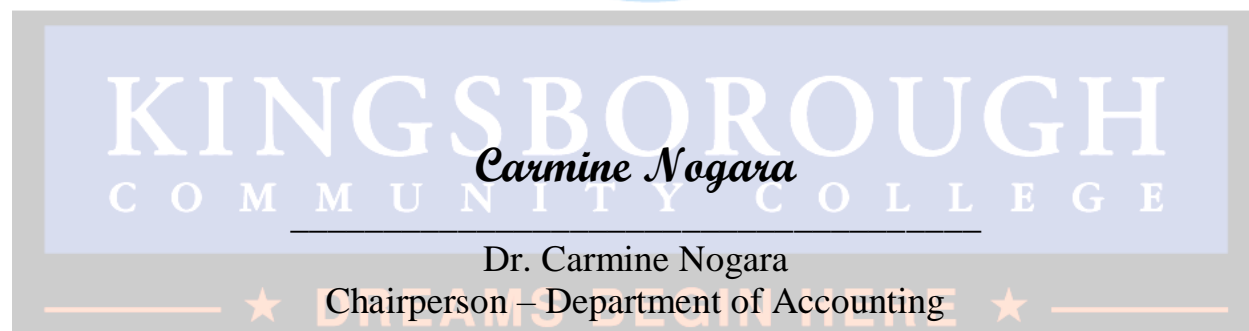 KINGSBOROUGH
Carmine Nogara
COMMUNITY COLLEGE
Dr. Carmine Nogara
Chairperson – Department of Accounting
★ DREAMS BEGIN HERE ★